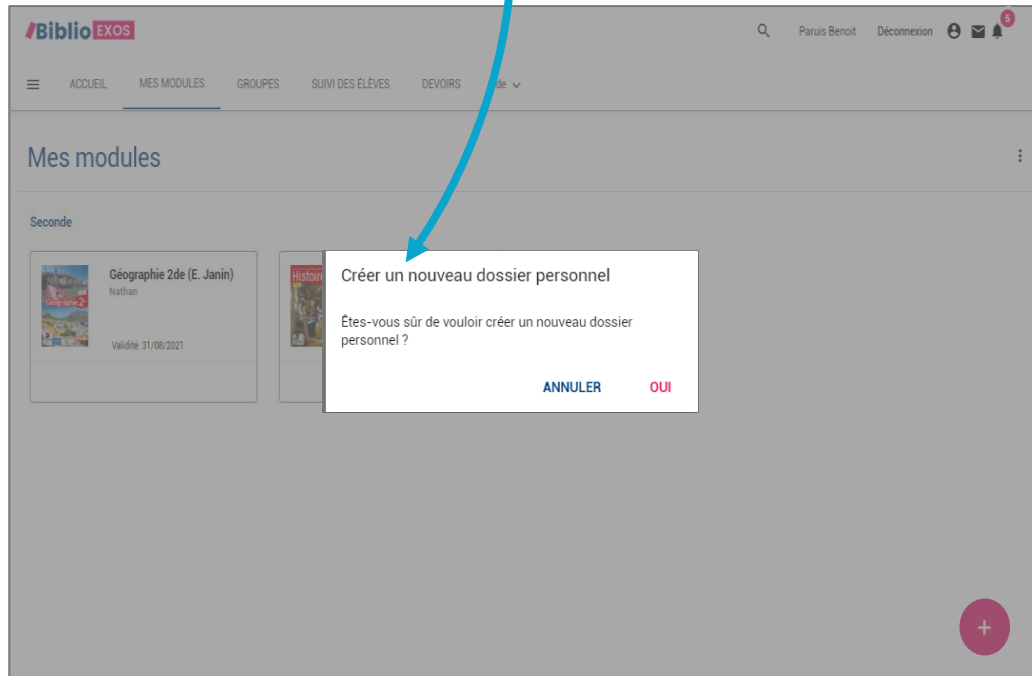 /Biblio EXOS
Paruis Benoit Déconnexion 5
ACCUEIL MES MODULES GROUPES SUIVI DES ÉLÈVES DEVOIRS
Mes modules
Seconde
Géographie 2de (E. Janin)
Nathan
Validité 31/08/2021
Créer un nouveau dossier personnel
Êtes-vous sûr de vouloir créer un nouveau dossier
personnel ?
ANNULER OUI
+